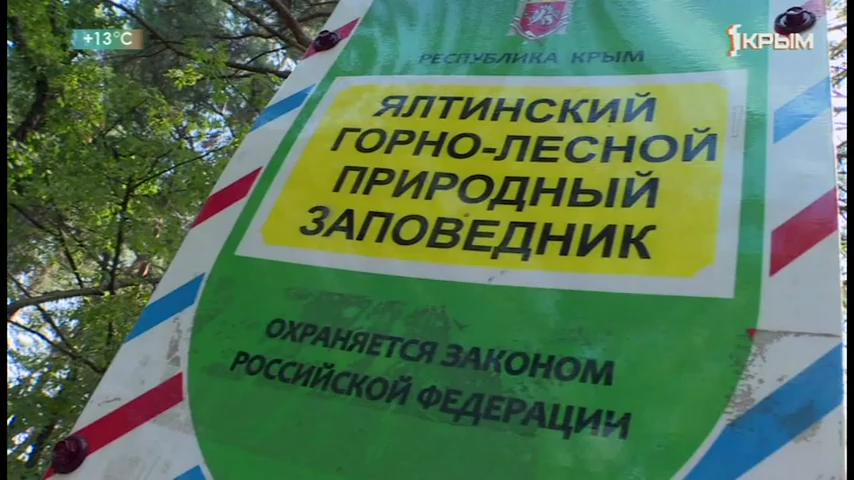 +13°C
1КРЫМ
РЕСПУБЛИКА КРЫМ
ЯЛТИНСКИЙ
ГОРНО-ЛЕСНОЙ
ПРИРОДНЫЙ
ЗАПОВЕДНИК
ОХРАНЯЕТСЯ ЗАКОНОМ
РОССИЙСКОЙ ФЕДЕРАЦИИ